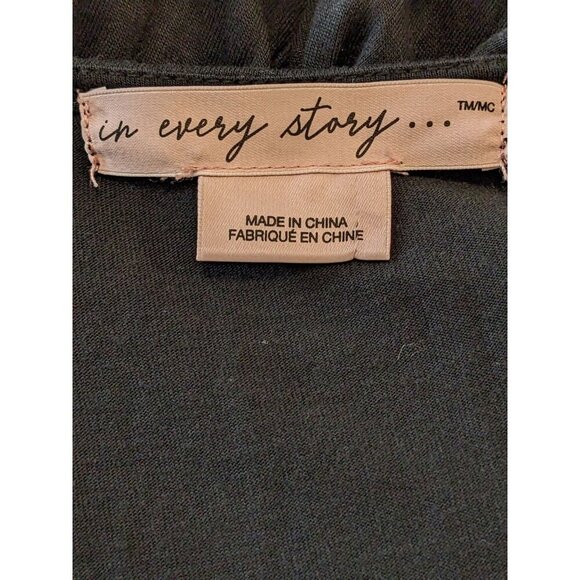 in every story... TM/MC
MADE IN CHINA
FABRIQUÉ EN CHINE